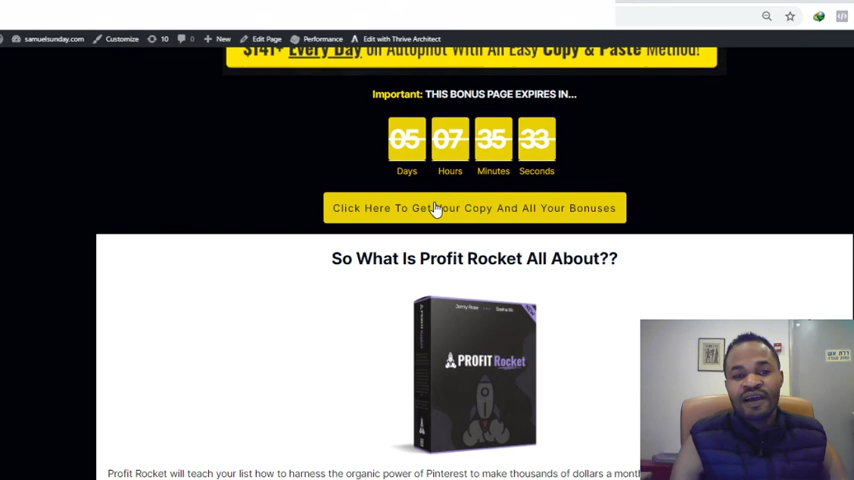 samuelsunday.com Customize 10 0 New Edit Page Performance Edit with Thrive Architect
$141+ Every Day on Autopilot With An Easy Copy & Paste Method!
Important: THIS BONUS PAGE EXPIRES IN...
05 07 35 33
Days Hours Minutes Seconds
Click Here To Get Your Copy And All Your Bonuses
So What Is Profit Rocket All About??
PROFIT Rocket
Profit Rocket will teach your list how to harness the organic power of Pinterest to make thousands of dollars a month